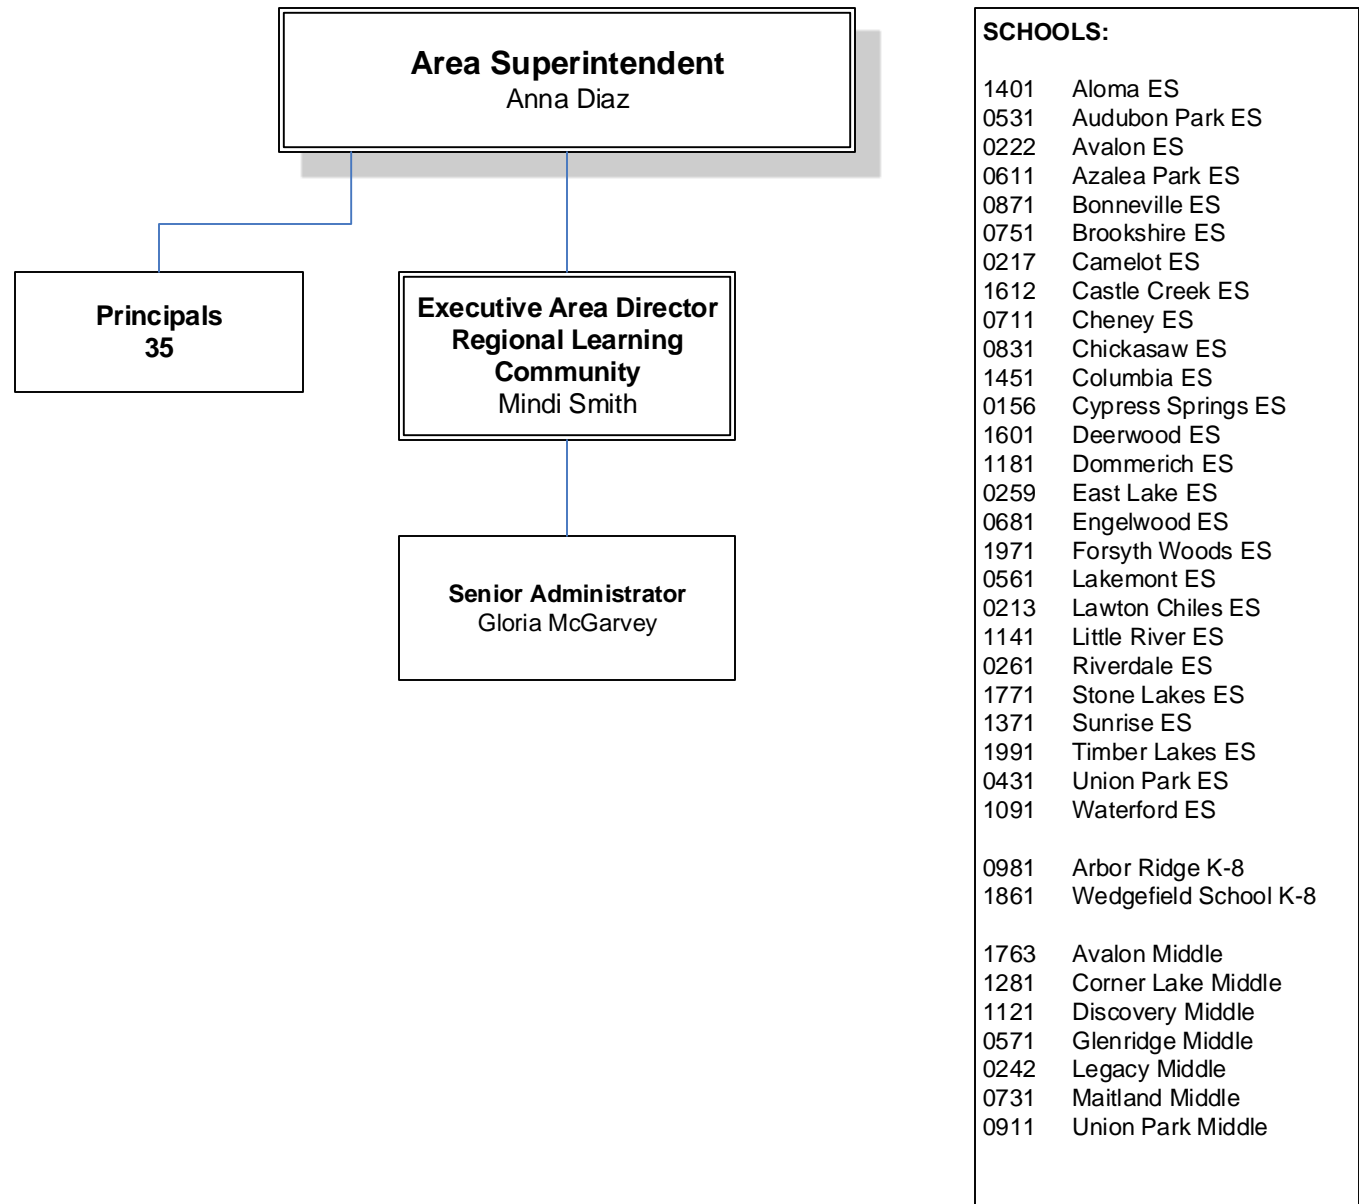 Area Superintendent
Anna Diaz
Principals
35
Executive Area Director
Regional Learning
Community
Mindi Smith
Senior Administrator
Gloria McGarvey
SCHOOLS:
1401 Aloma ES
0531 Audubon Park ES
0222 Avalon ES
0611 Azalea Park ES
0871 Bonneville ES
0751 Brookshire ES
0217 Camelot ES
1612 Castle Creek ES
0711 Cheney ES
0831 Chickasaw ES
1451 Columbia ES
0156 Cypress Springs ES
1601 Deerwood ES
1181 Dommerich ES
0259 East Lake ES
0681 Engelwood ES
1971 Forsyth Woods ES
0561 Lakemont ES
0213 Lawton Chiles ES
1141 Little River ES
0261 Riverdale ES
1771 Stone Lakes ES
1371 Sunrise ES
1991 Timber Lakes ES
0431 Union Park ES
1091 Waterford ES
0981 Arbor Ridge K-8
1861 Wedgefield School K-8
1763 Avalon Middle
1281 Corner Lake Middle
1121 Discovery Middle
0571 Glenridge Middle
0242 Legacy Middle
0731 Maitland Middle
0911 Union Park Middle